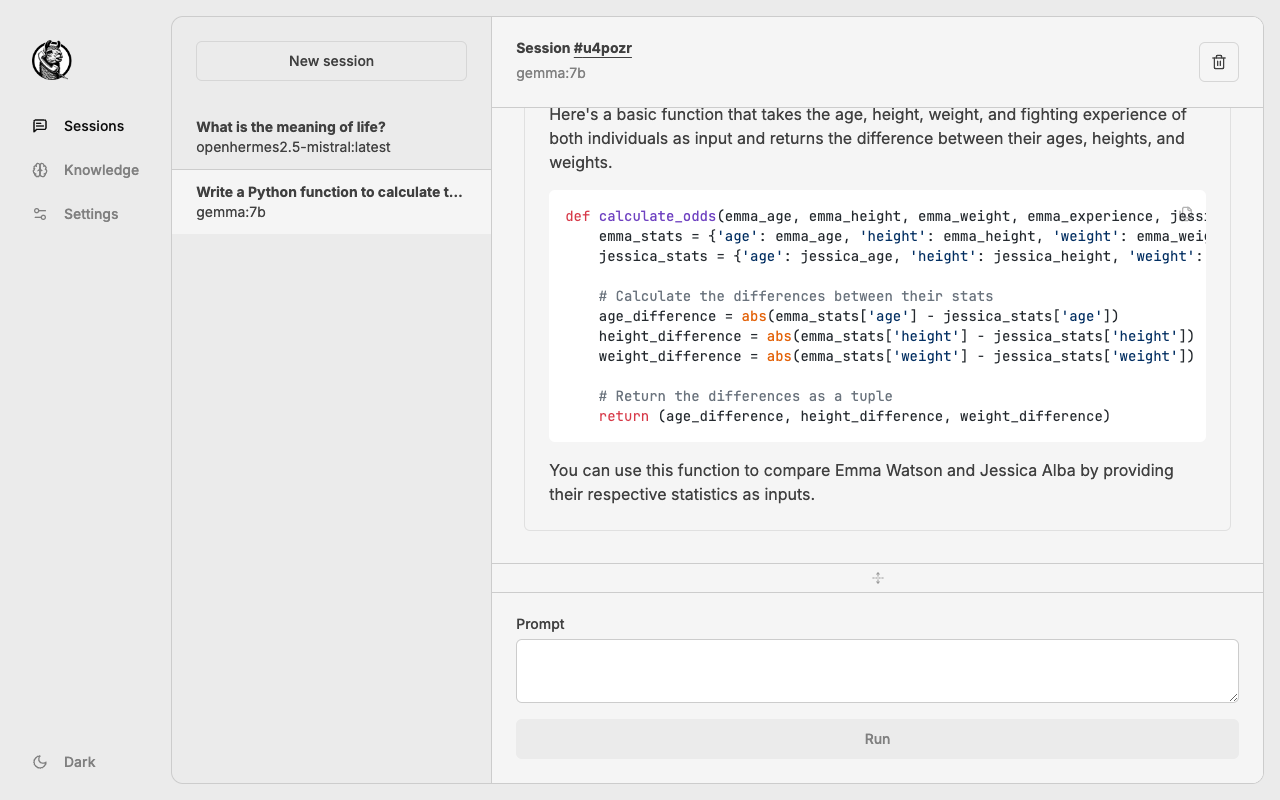 Sessions
Knowledge
Settings
Dark
New session
What is the meaning of life?
openhermes2.5-mistral:latest
Write a Python function to calculate t...
gemma:7b
Session #u4pozr
gemma:7b
Here's a basic function that takes the age, height, weight, and fighting experience of
both individuals as input and returns the difference between their ages, heights, and
weights.
def calculate_odds(emma_age, emma_height, emma_weight, emma_experience,
    emma_stats = {'age': emma_age, 'height': emma_height, 'weight':
    jessica_stats = {'age': jessica_age, 'height': jessica_height, 'weight':
    # Calculate the differences between their stats
    age_difference = abs(emma_stats['age'] - jessica_stats['age'])
    height_difference = abs(emma_stats['height'] - jessica_stats['height'])
    weight_difference = abs(emma_stats['weight'] - jessica_stats['weight'])
    # Return the differences as a tuple
    return (age_difference, height_difference, weight_difference)
You can use this function to compare Emma Watson and Jessica Alba by providing
their respective statistics as inputs.
Prompt
Run